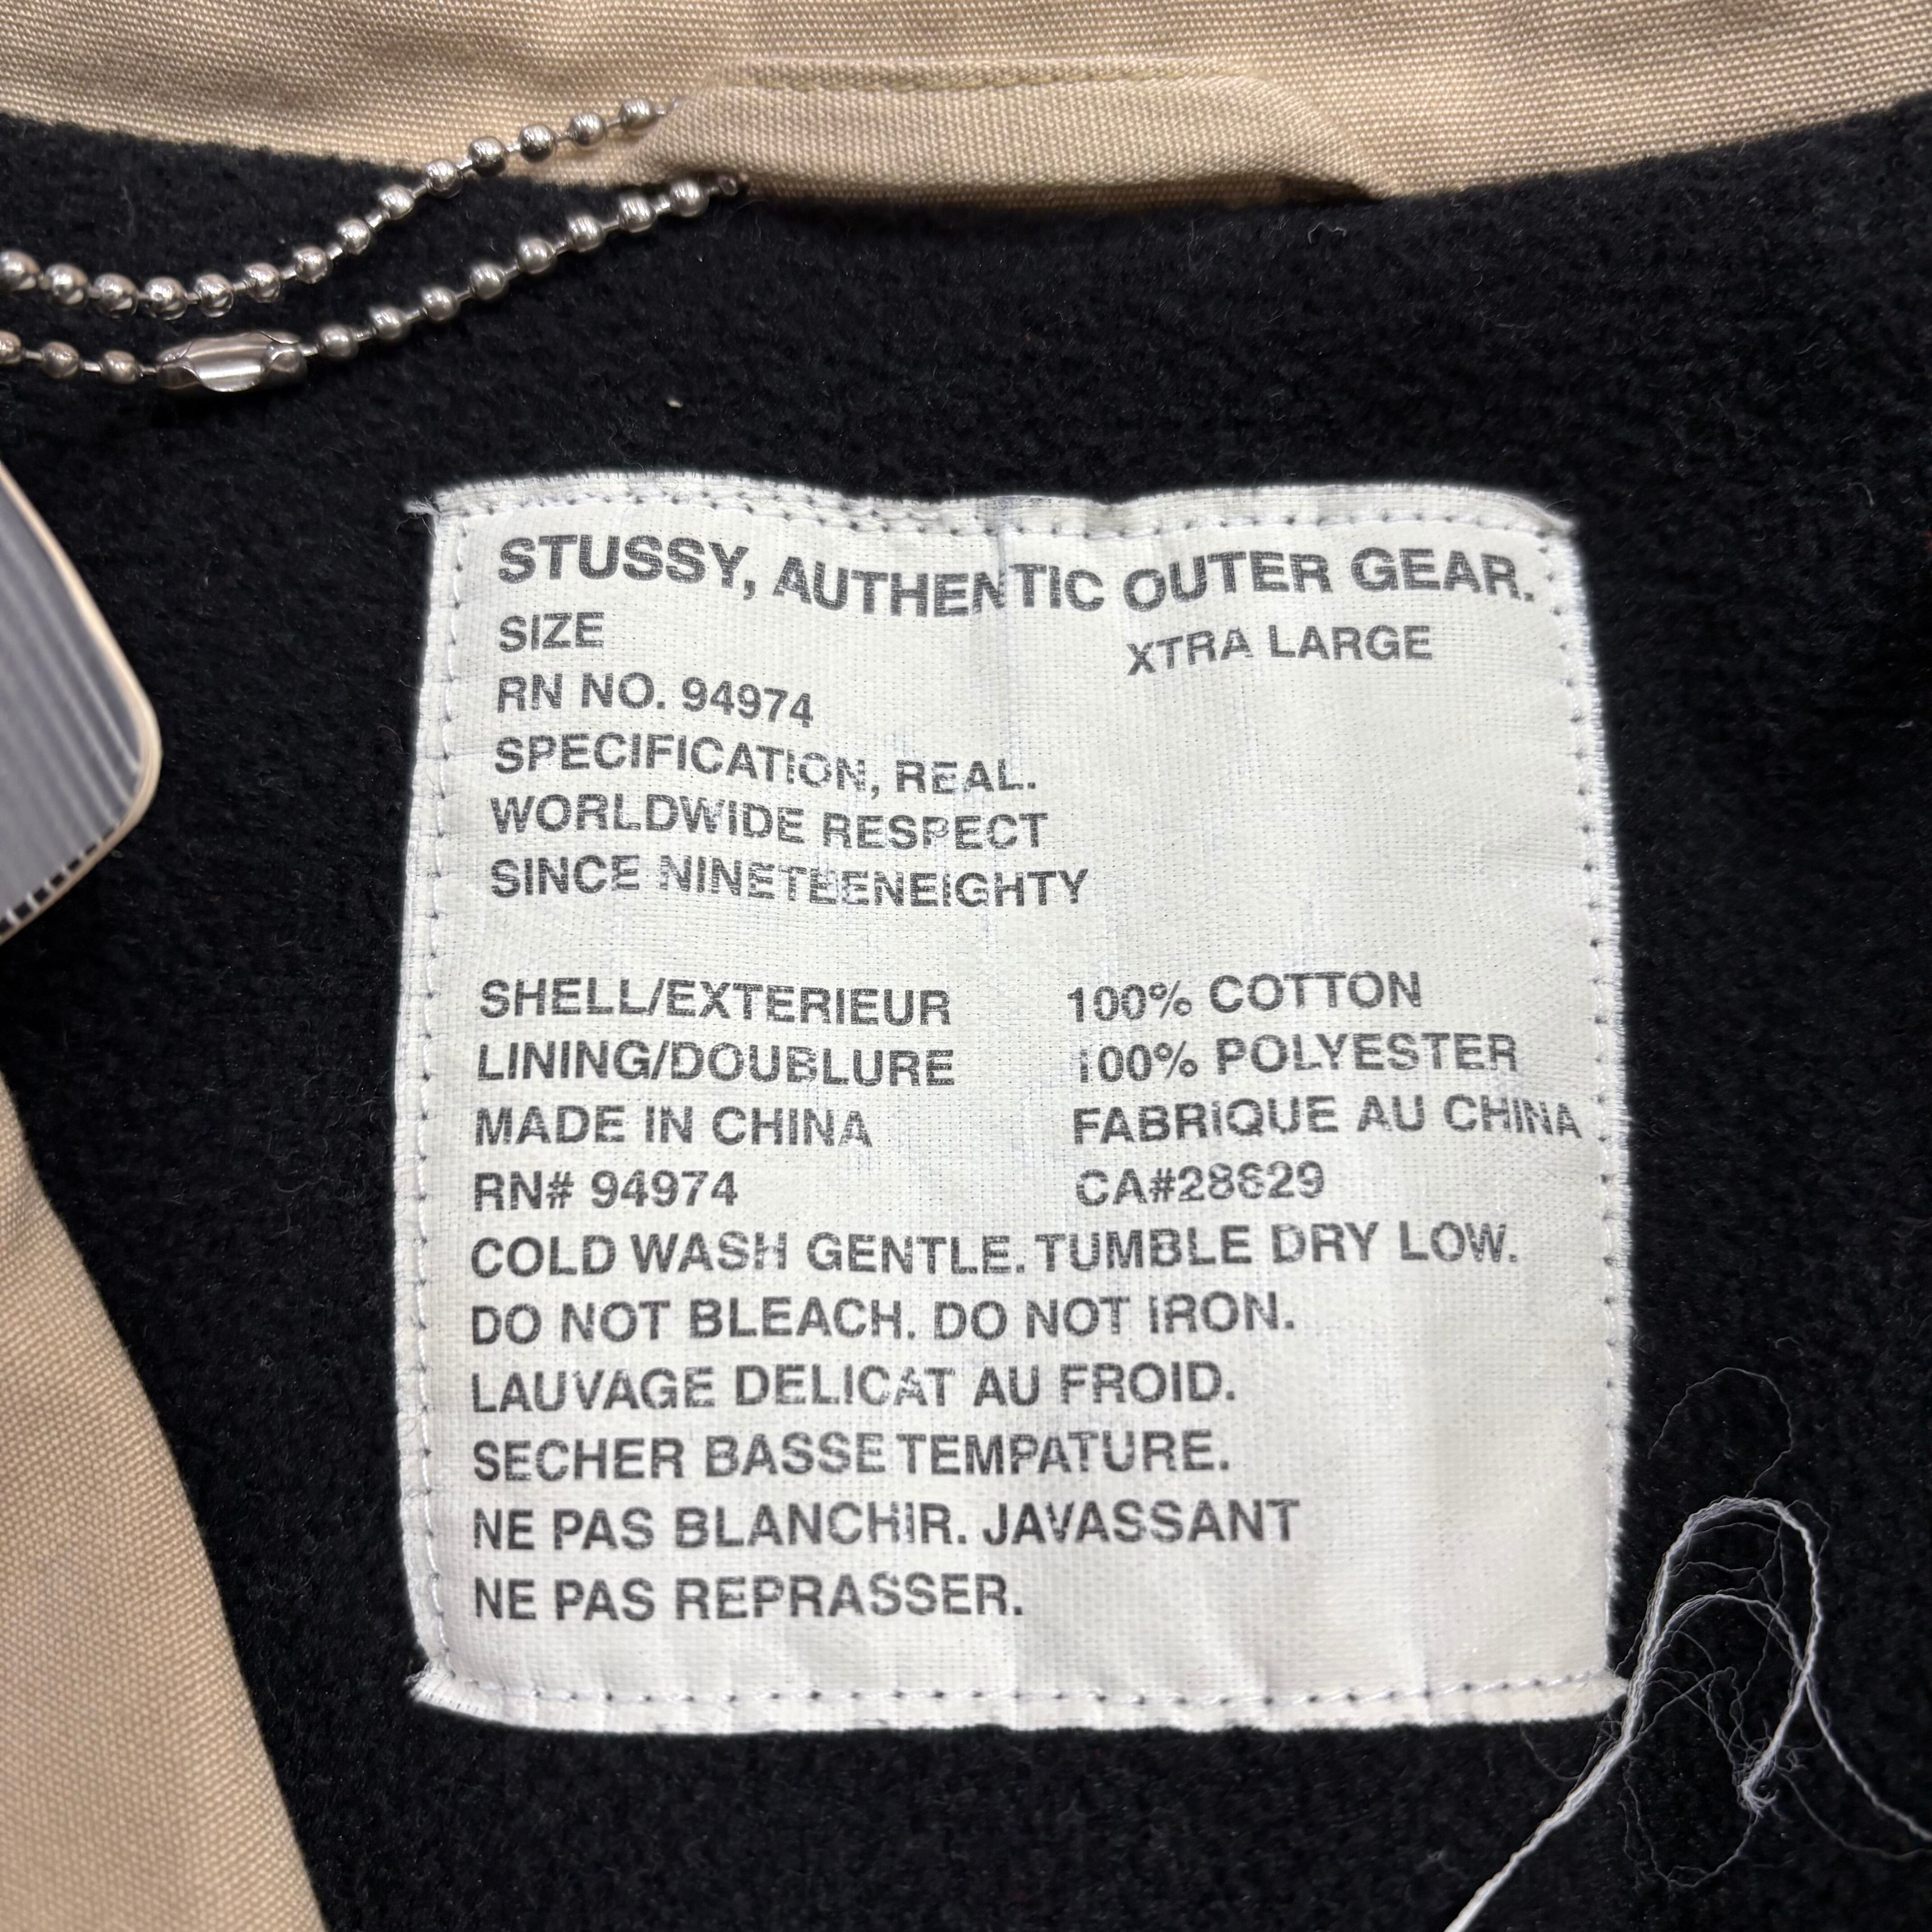 STUSSY, AUTHENTIC OUTER GEAR.
SIZE XTRA LARGE
RN NO. 94974
SPECIFICATION, REAL.
WORLDWIDE RESPECT
SINCE NINETEENEIGHTY
SHELL/EXTERIEUR 100% COTTON
LINING/DOUBLURE 100% POLYESTER
MADE IN CHINA FABRIQUE AU CHINA
RN# 94974 CA#28629
COLD WASH GENTLE. TUMBLE DRY LOW.
DO NOT BLEACH. DO NOT IRON.
LAUVAGE DELICAT AU FROID.
SECHER BASSE TEMPATURE.
NE PAS BLANCHIR. JAVASSANT
NE PAS REPRASSER.